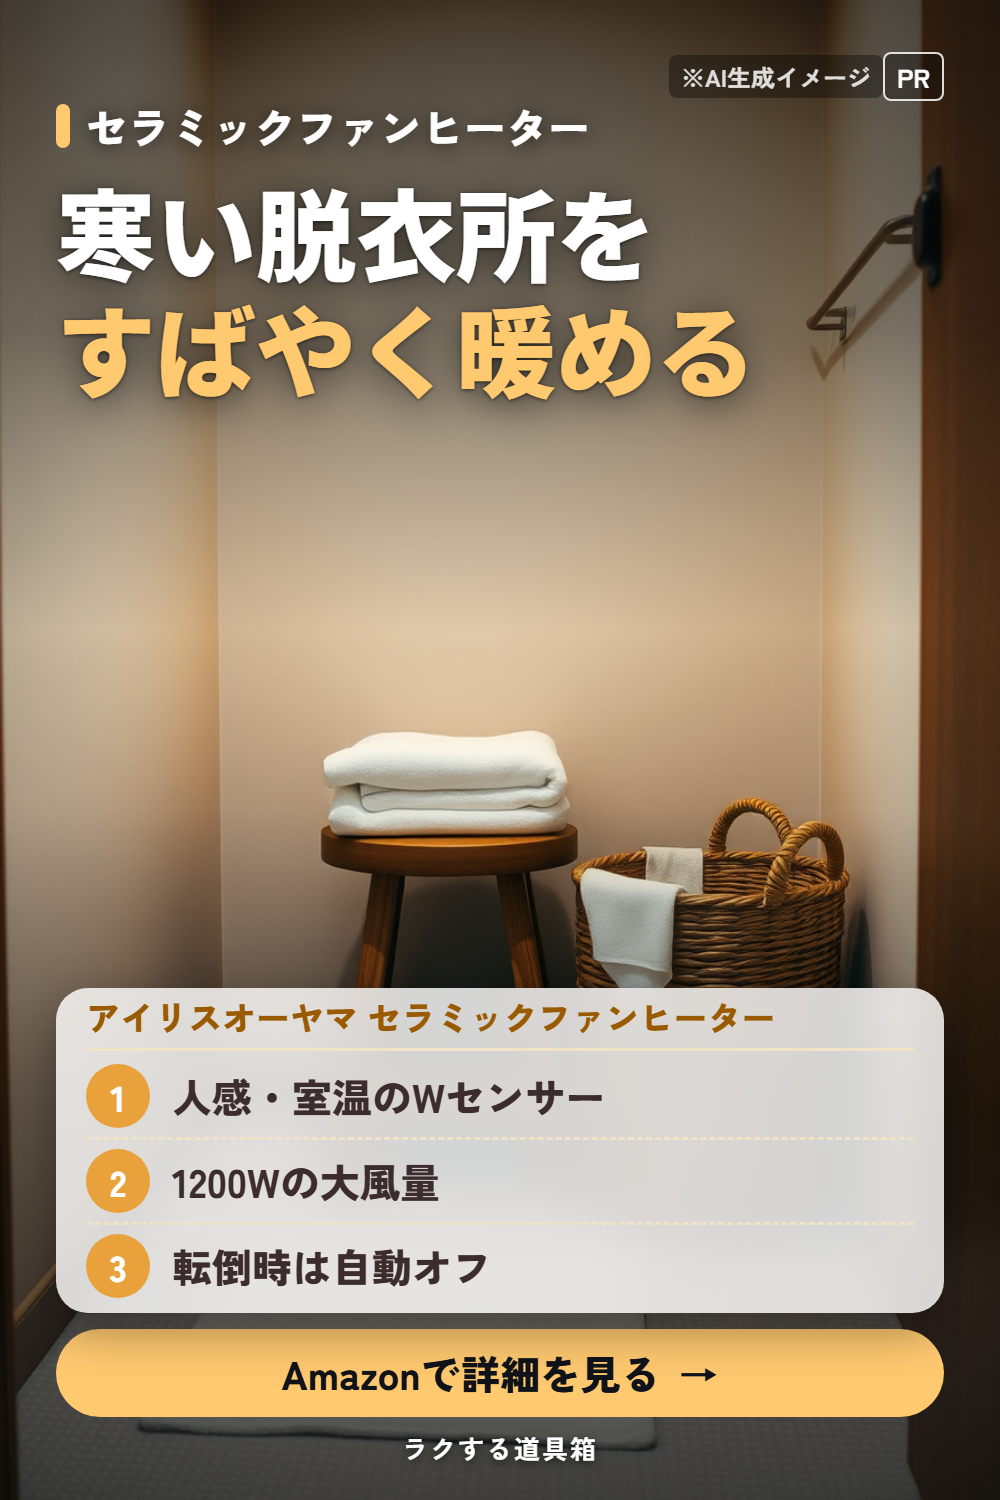 ※AI生成イメージ
PR
セラミックファンヒーター
寒い脱衣所を
すばやく暖める
アイリスオーヤマ セラミックファンヒーター
1 人感・室温のWセンサー
2 1200Wの大風量
3 転倒時は自動オフ
Amazonで詳細を見る →
ラクする道具箱